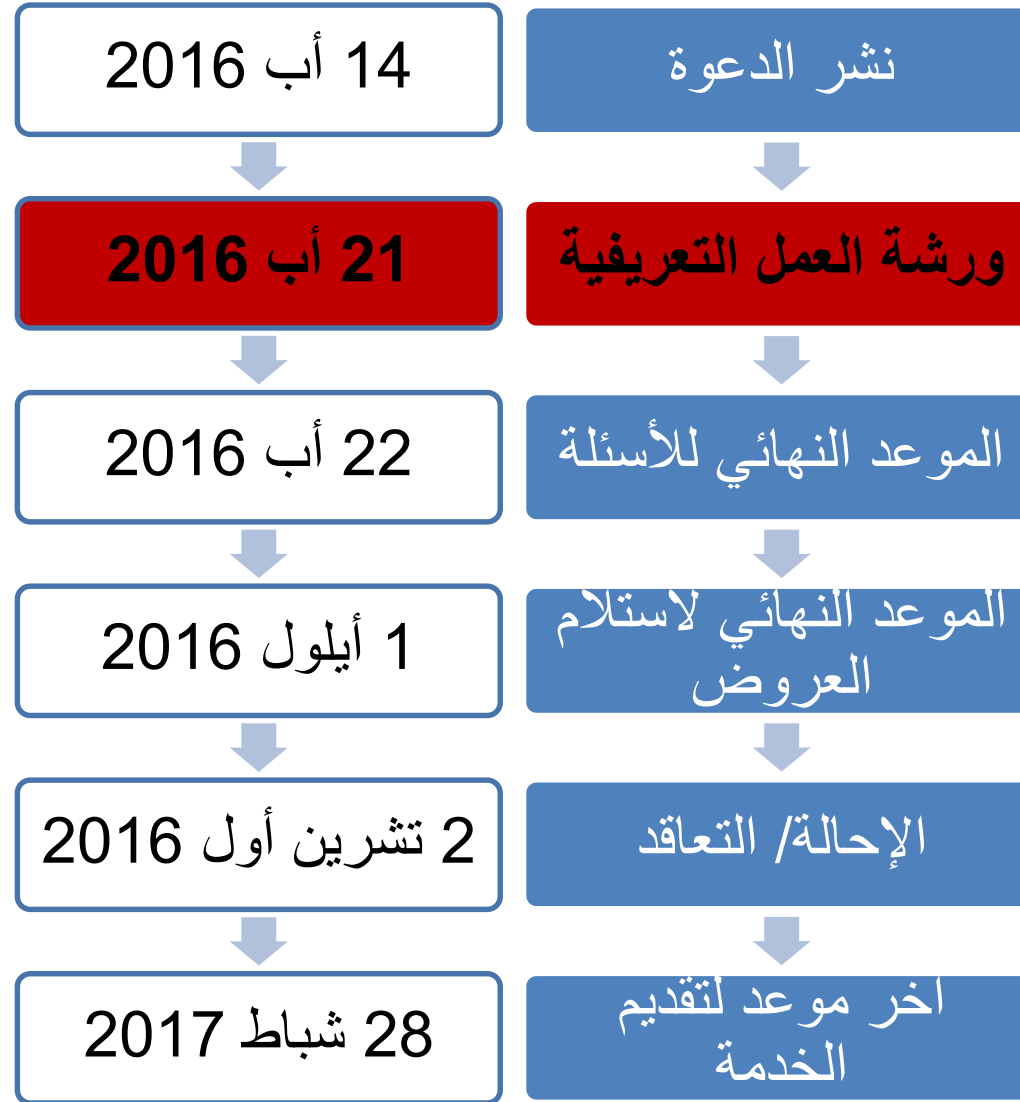 نشر الدعوة
14 أب 2016
ورشة العمل التعريفية
21 أب 2016
الموعد النهائي للأسئلة
22 أب 2016
الموعد النهائي لاستلام
العروض
1 أيلول 2016
الإحالة/ التعاقد
2 تشرين أول 2016
اخر موعد لتقديم
الخدمة
28 شباط 2017